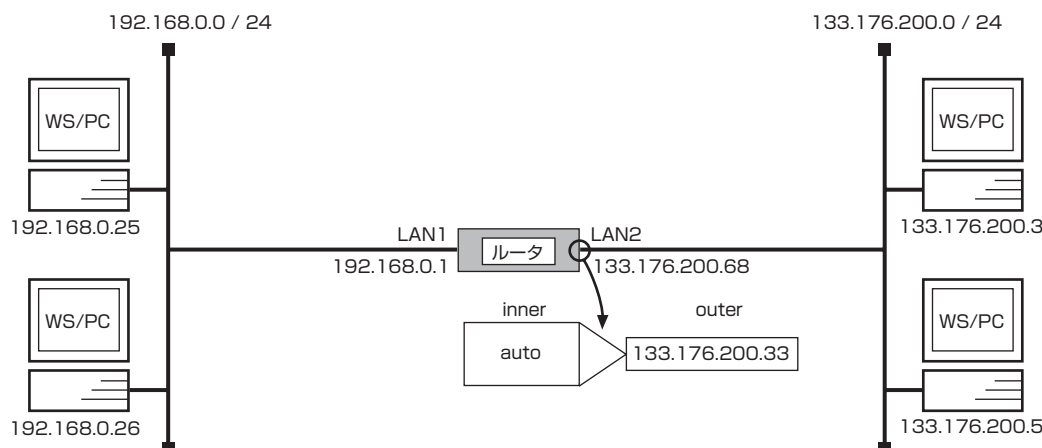 192.168.0.0 / 24
133.176.200.0 / 24
WS/PC
WS/PC
192.168.0.25
133.176.200.3
LAN1
ルータ
LAN2
192.168.0.1
133.176.200.68
inner
outer
auto
133.176.200.33
WS/PC
WS/PC
192.168.0.26
133.176.200.5